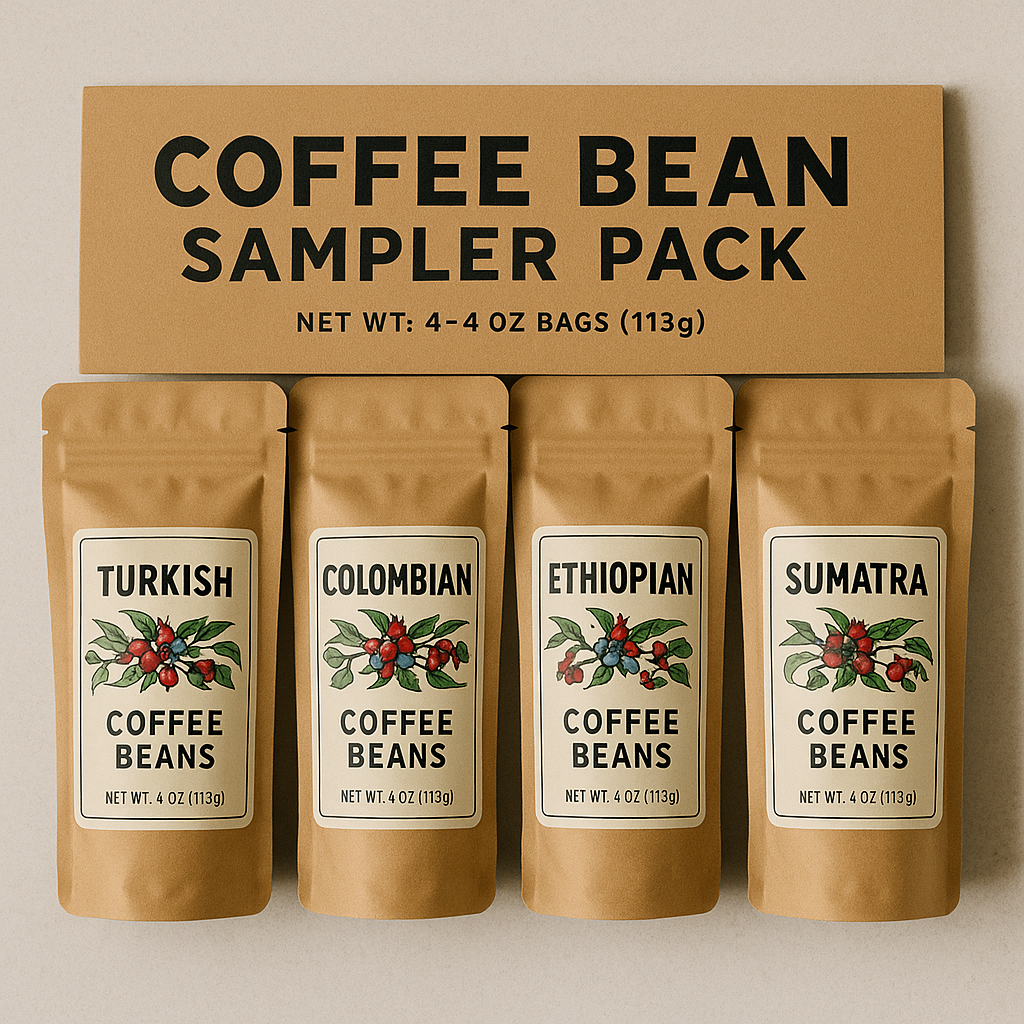 COFFEE BEAN
SAMPLER PACK
NET WT: 4-4 OZ BAGS (113g)
TURKISH
COFFEE
BEANS
NET WT. 4 OZ (113g)
COLOMBIAN
COFFEE
BEANS
NET WT. 4 OZ (113g)
ETHIOPIAN
COFFEE
BEANS
NET WT. 4 OZ (113g)
SUMATRA
COFFEE
BEANS
NET WT. 4 OZ (113g)